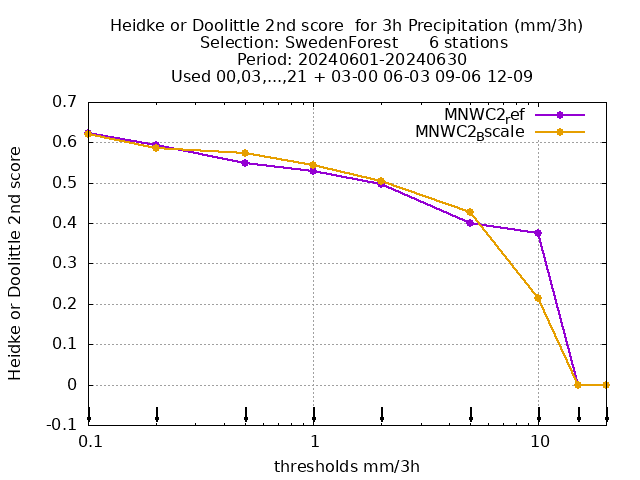 Heidke or Doolittle 2nd score  for 3h Precipitation (mm/3h)
Selection: SwedenForest      6 stations
Period: 20240601-20240630
Used 00,03,...,21 + 03-00 06-03 09-06 12-09
MNWC2ref
MNWC2Bscale
0.7
0.6
0.5
0.4
0.3
0.2
0.1
0
-0.1
Heidke or Doolittle 2nd score
0.1 1 10
thresholds mm/3h